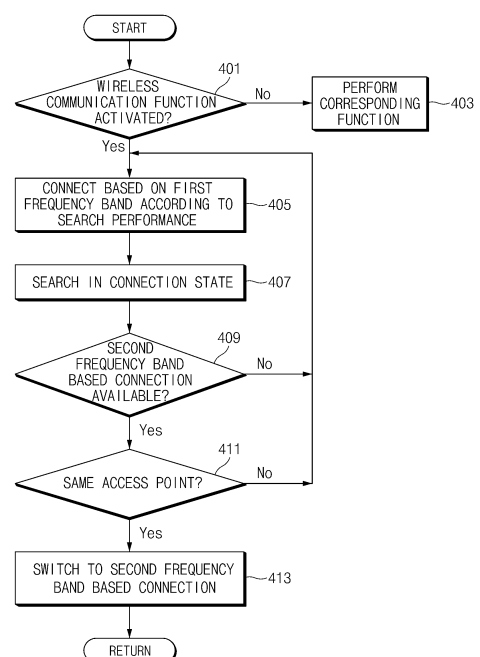 START
401
WIRELESS
COMMUNICATION FUNCTION
ACTIVATED?
No
PERFORM
CORRESPONDING
FUNCTION
403
Yes
CONNECT BASED ON FIRST
FREQUENCY BAND ACCORDING TO
SEARCH PERFORMANCE
405
SEARCH IN CONNECTION STATE
407
409
SECOND
FREQUENCY BAND
BASED CONNECTION
AVAILABLE?
No
Yes
411
SAME ACCESS POINT?
No
Yes
SWITCH TO SECOND FREQUENCY
BAND BASED CONNECTION
413
RETURN